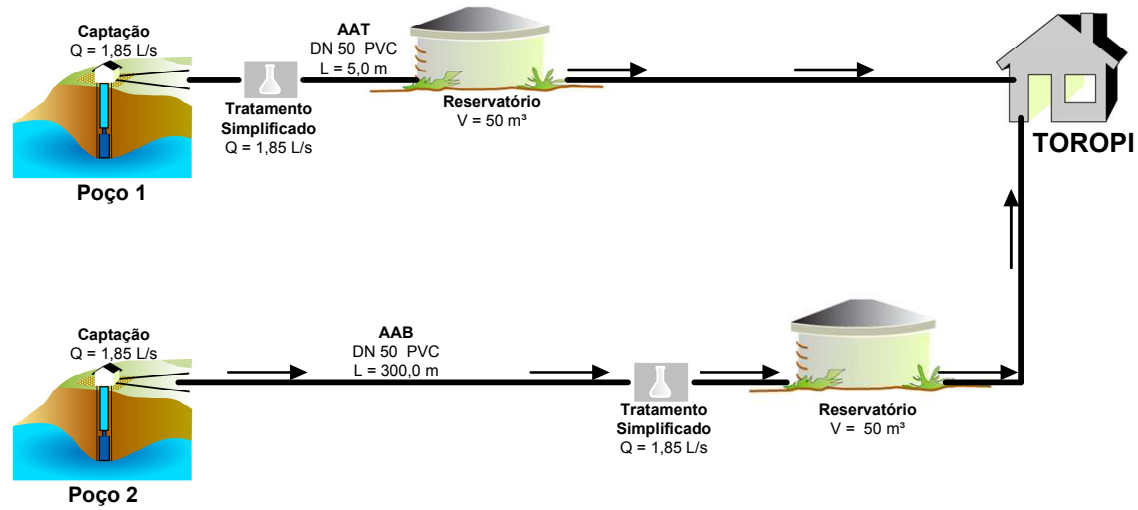 Captação
Q = 1,85 L/s
Poço 1
Tratamento
Simplificado
Q = 1,85 L/s
AAT
DN 50 PVC
L = 5,0 m
Reservatório
V = 50 m³
TOROPI
Captação
Q = 1,85 L/s
Poço 2
AAB
DN 50 PVC
L = 300,0 m
Tratamento
Simplificado
Q = 1,85 L/s
Reservatório
V = 50 m³